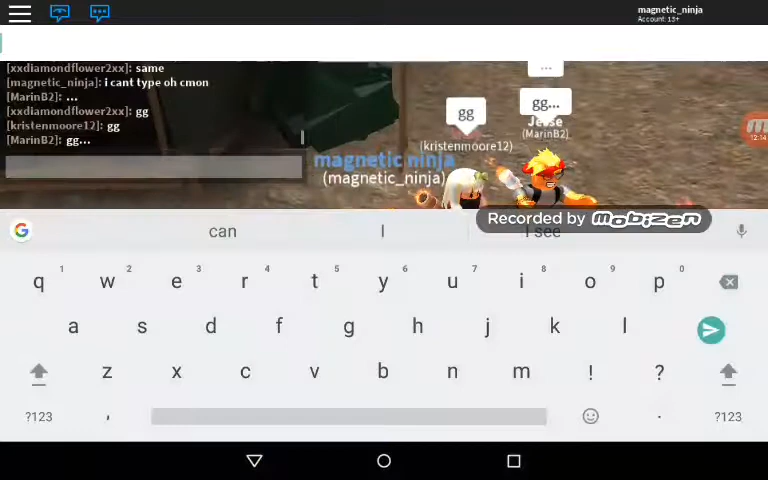 magnetic_ninja
Account: 13+
[xxdiamondflower2xx]: same
[magnetic_ninja]: i cant type oh cmon
[MarinB2]: ...
[xxdiamondflower2xx]: gg
[kristenmoore12]: gg
[MarinB2]: gg...
...
gg
gg...
Jesse
(MarinB2)
(kristenmoore12)
magnetic ninja
(magnetic_ninja)
12:14
Recorded by mobizen
G can I I see
q 1 w 2 e 3 r 4 t 5 y 6 u 7 i 8 o 9 p 0
a s d f g h j k l
z x c v b n m ! ?
?123 , . ?123